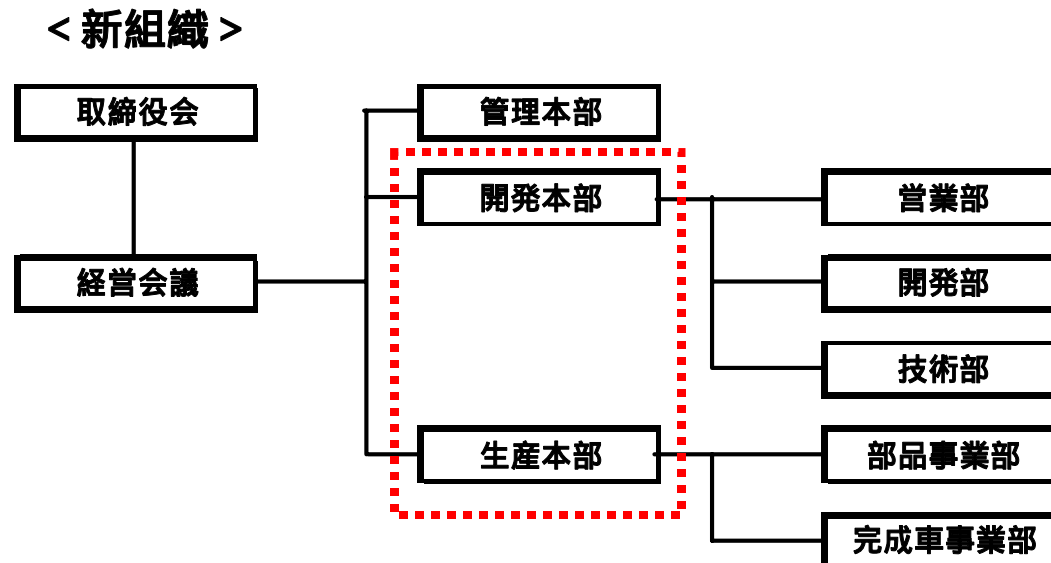 ＜新組織＞
取締役会
管理本部
開発本部
営業部
経営会議
開発部
技術部
生産本部
部品事業部
完成車事業部